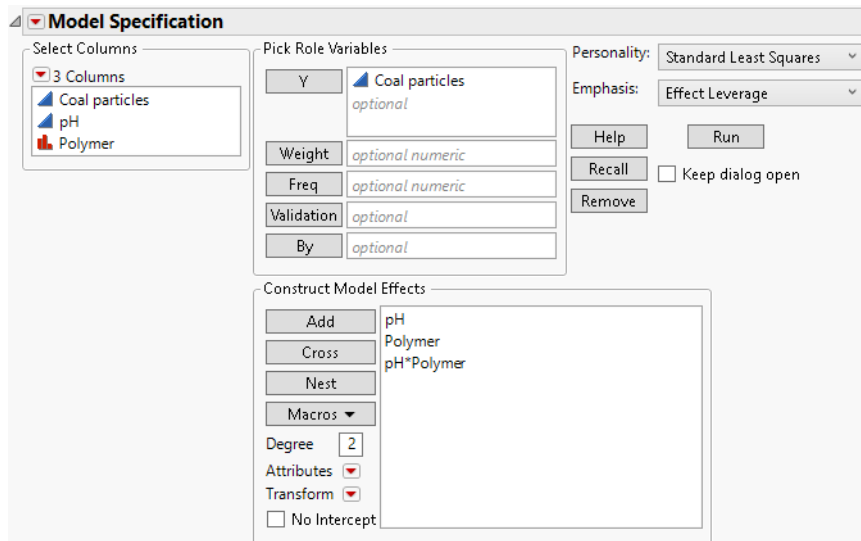 Model Specification
Select Columns
3 Columns
Coal particles
pH
Polymer
Pick Role Variables
Y
Coal particles
optional
Weight
optional numeric
Freq
optional numeric
Validation
optional
By
optional
Personality:
Standard Least Squares
Emphasis:
Effect Leverage
Help
Run
Recall
Keep dialog open
Remove
Construct Model Effects
Add
Cross
Nest
Macros
Degree
2
Attributes
Transform
No Intercept
pH
Polymer
pH*Polymer